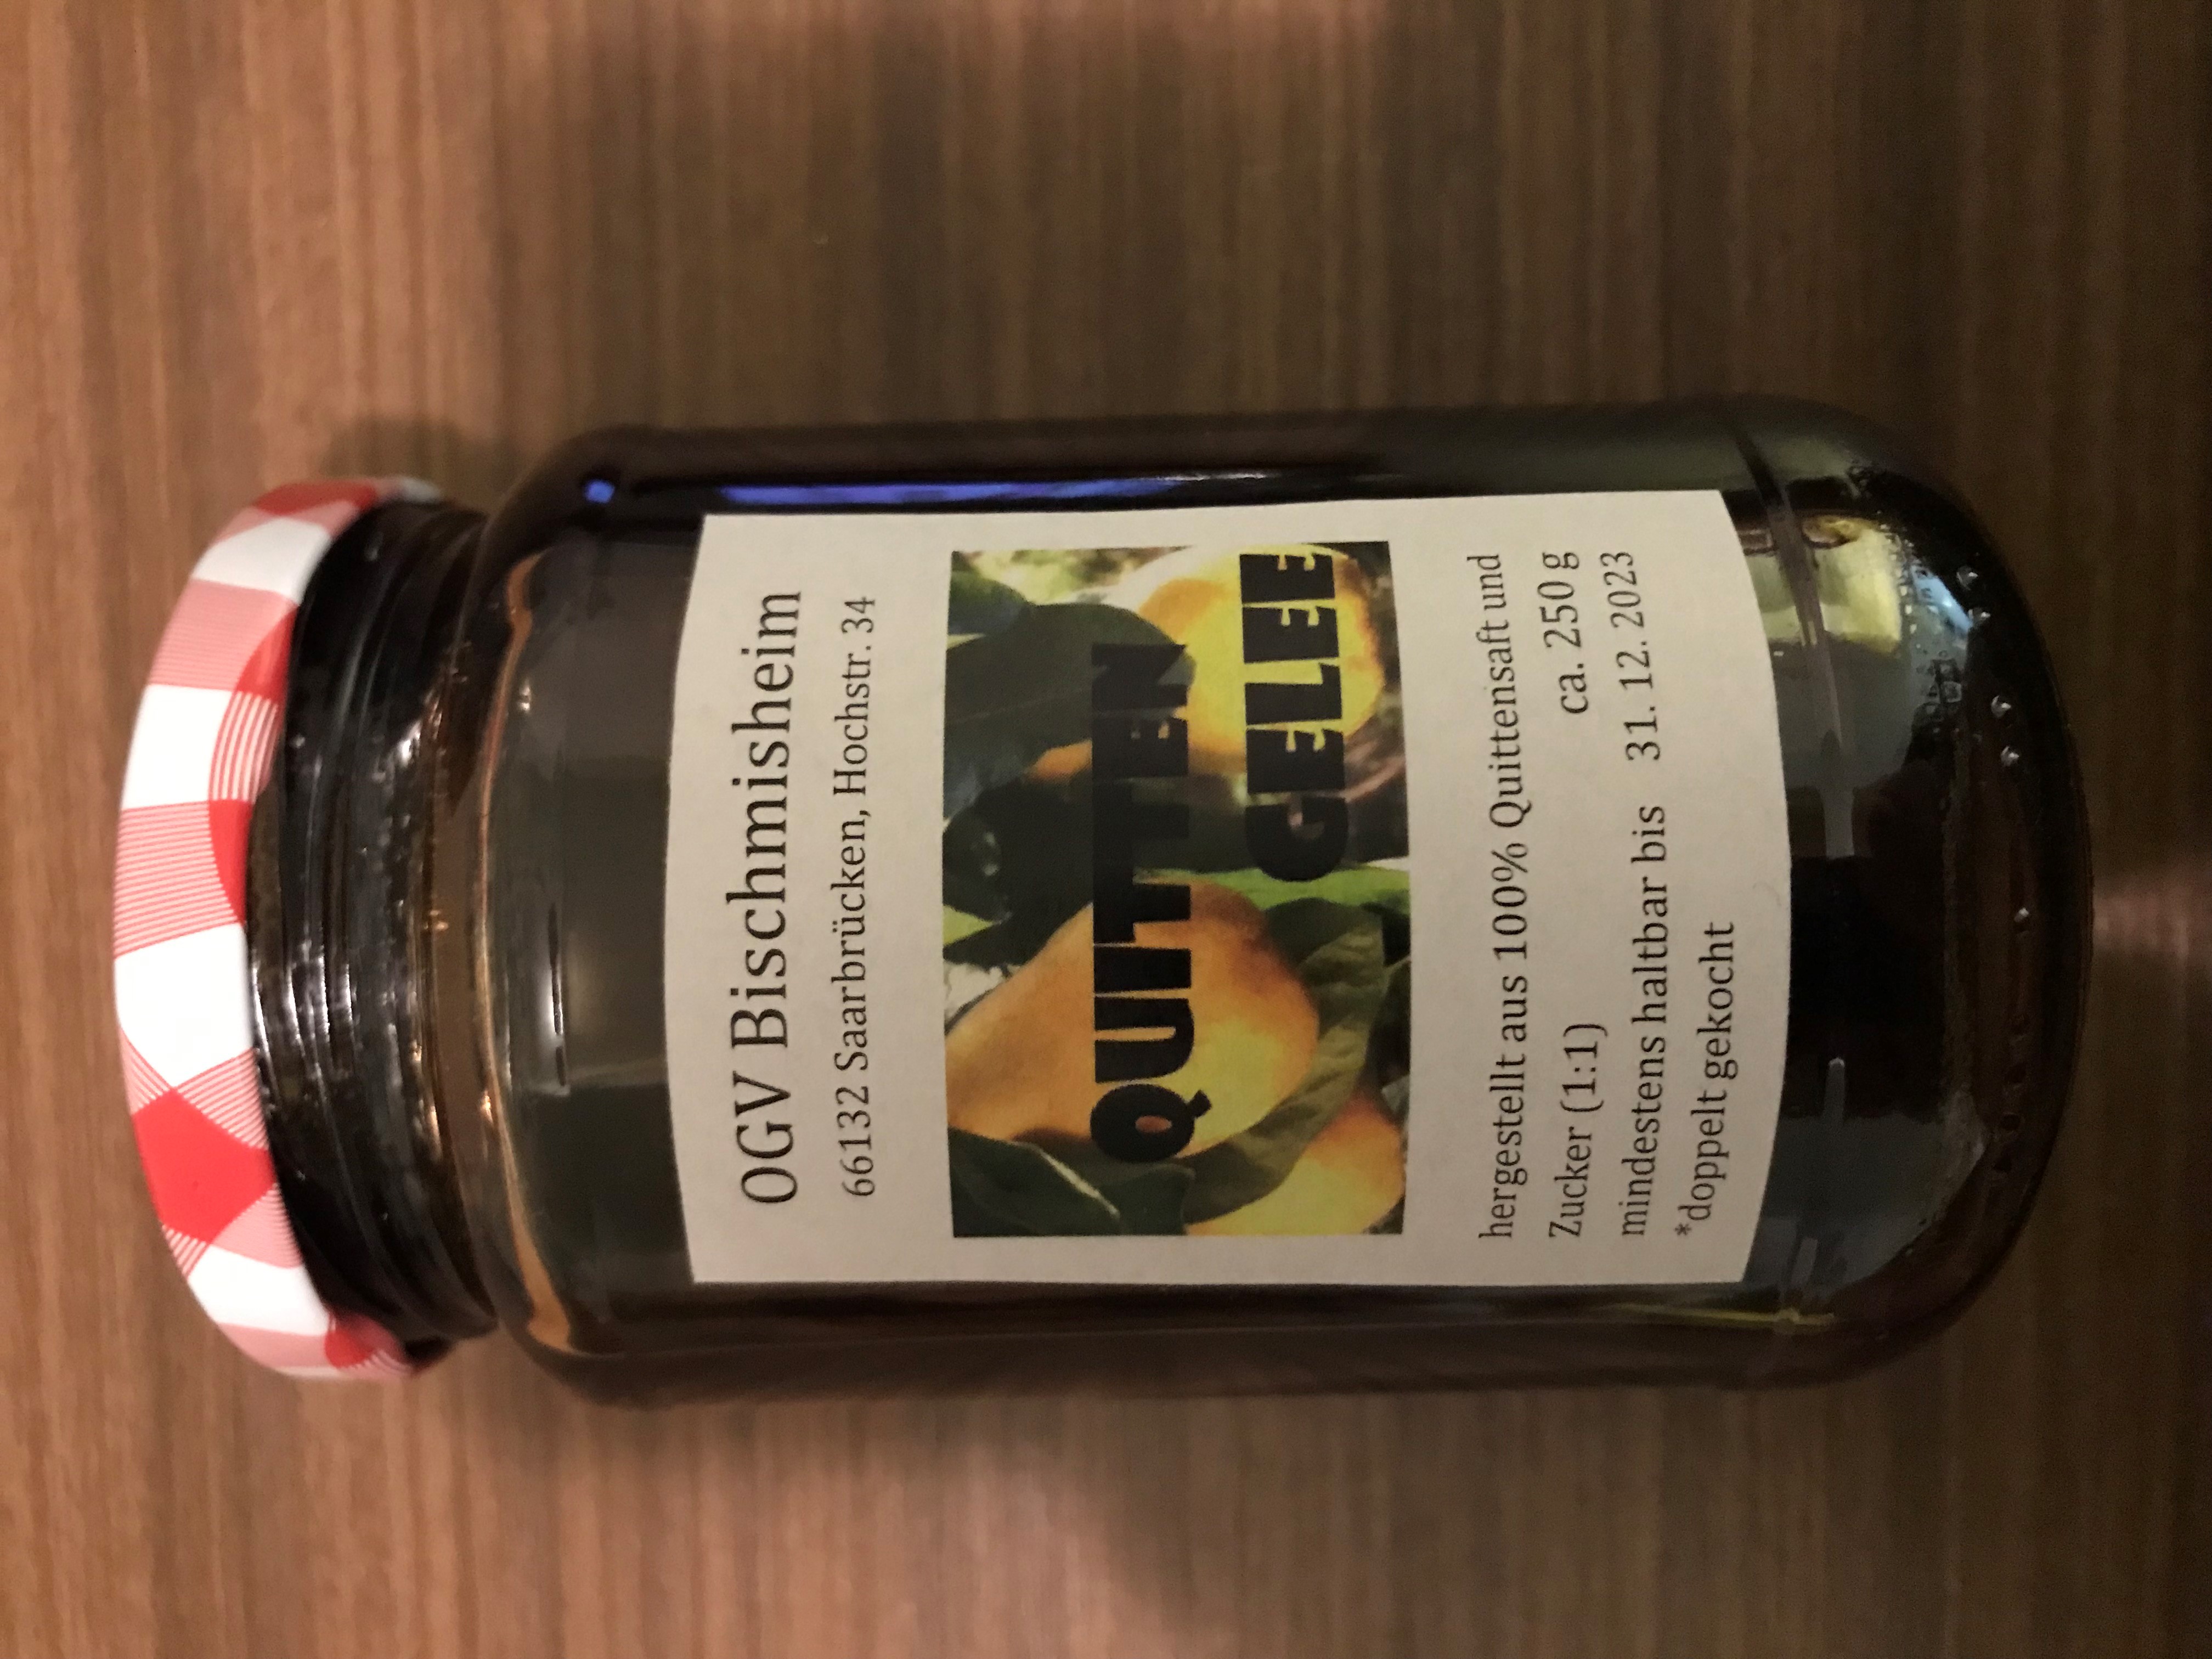 OGV Bischmisheim
66132 Saarbrücken, Hochstr. 34
QUITTEN
GELEE
hergestellt aus 100% Quittensaft und
Zucker (1:1) ca. 250 g
mindestens haltbar bis 31. 12. 2023
*doppelt gekocht